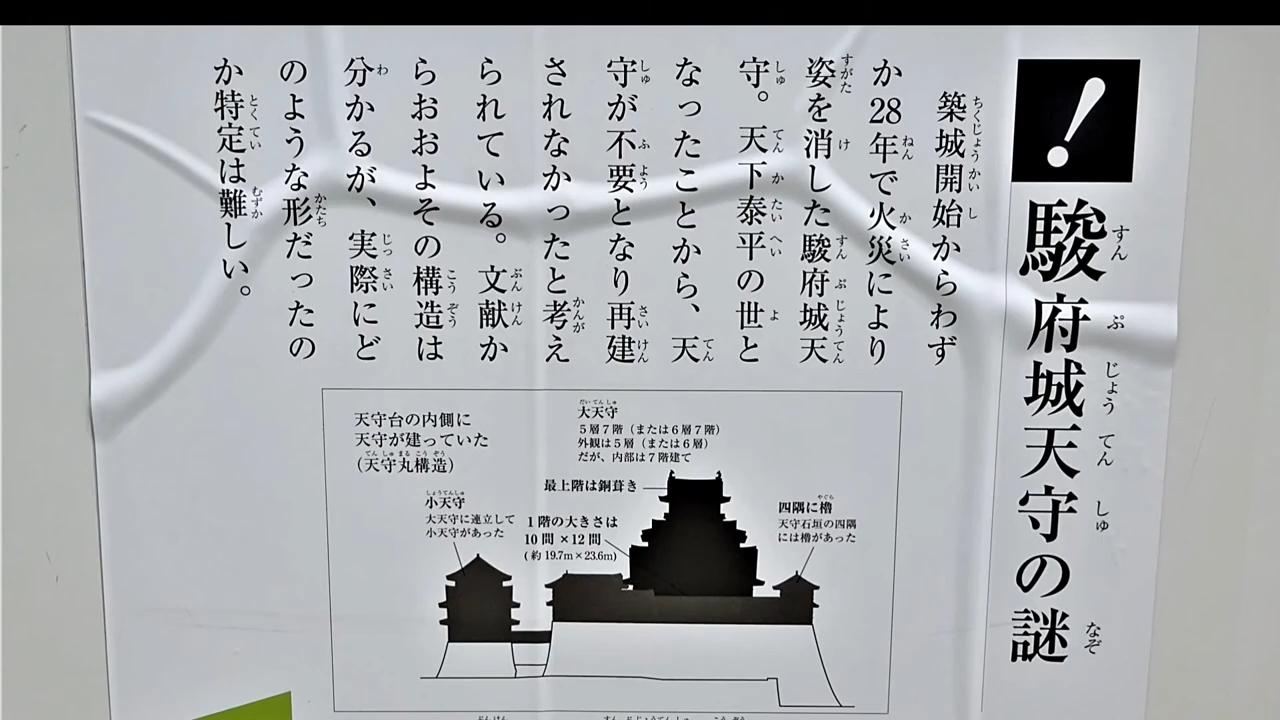 ！
駿府城天守の謎
築城開始からわず
か28年で火災により
姿を消した駿府城天
守。天下泰平の世と
なったことから、天
守が不要となり再建
されなかったと考え
られている。文献か
らおおよその構造は
分かるが、実際にど
のような形だったの
か特定は難しい。
天守台の内側に
天守が建っていた
（天守丸構造）
大天守
５層７階（または６層７階）
外観は５層（または６層）
だが、内部は７階建て
最上階は銅葺き
小天守
大天守に連立して
小天守があった
１階の大きさは
10間×12間
(約19.7m×23.6m)
四隅に櫓
天守石垣の四隅
には櫓があった